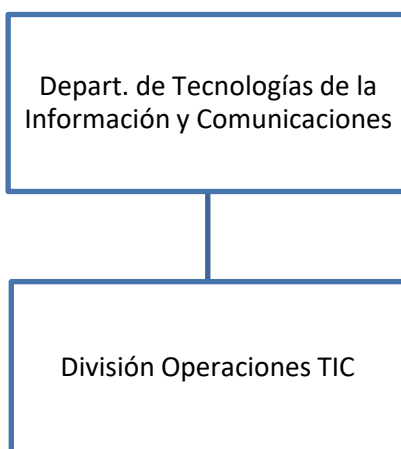 Depart. de Tecnologías de la
Información y Comunicaciones
División Operaciones TIC